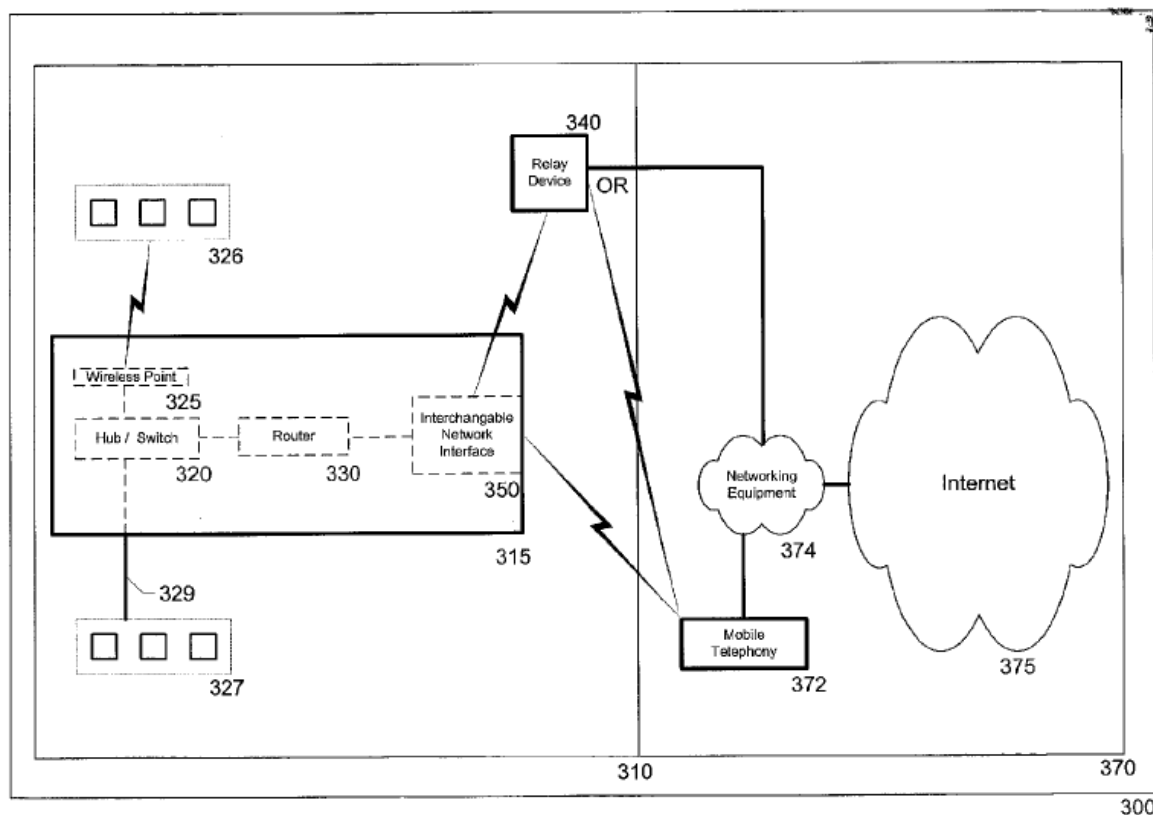 340
Relay
Device
OR
326
Wireless Point
325
Hub / Switch
320
Router
330
Interchangable
Network
Interface
350
315
329
327
Networking
Equipment
374
Internet
375
Mobile
Telephony
372
310
370
300